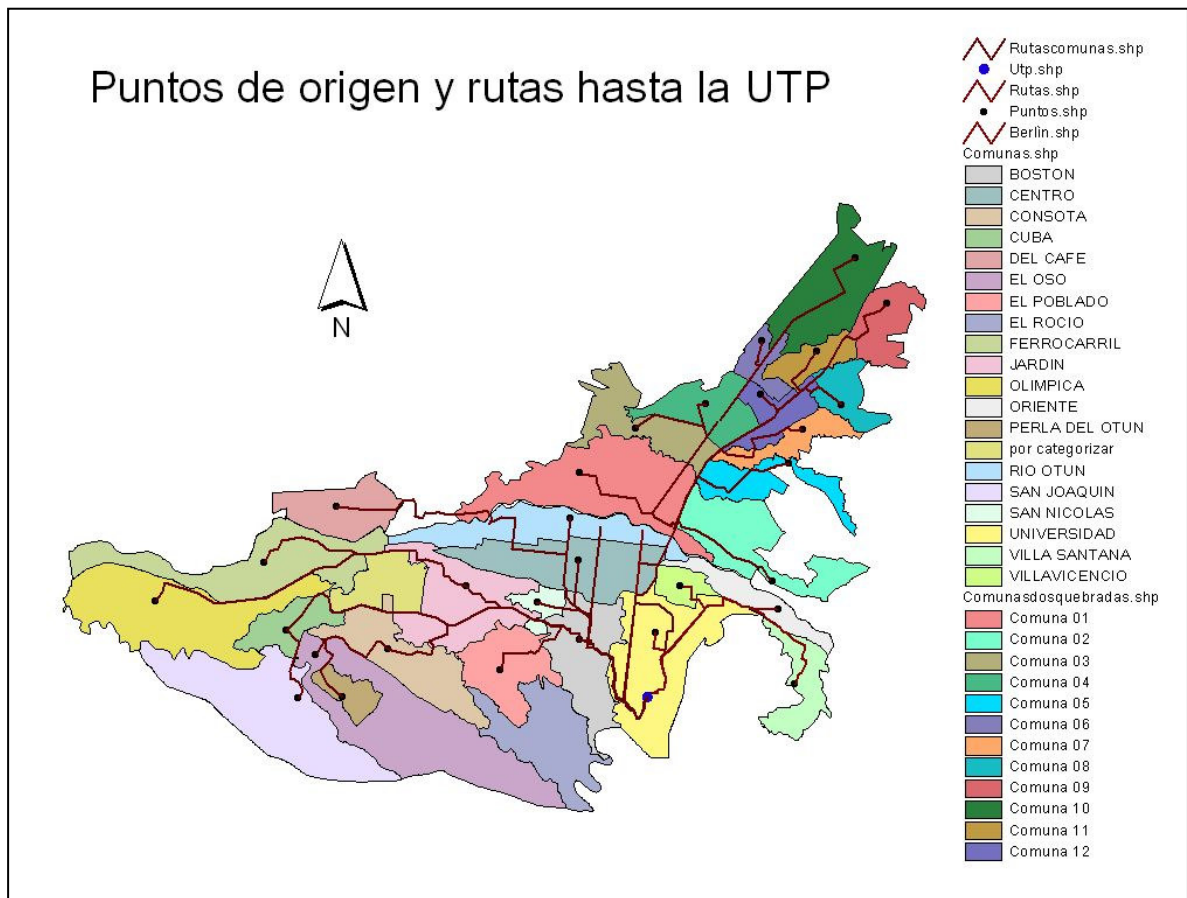 Puntos de origen y rutas hasta la UTP
N
Rutascomunas.shp
Utp.shp
Rutas.shp
Puntos.shp
Berlin.shp
Comunas.shp
BOSTON
CENTRO
CONSOTA
CUBA
DEL CAFE
EL OSO
EL POBLADO
EL ROCIO
FERROCARRIL
JARDIN
OLIMPICA
ORIENTE
PERLA DEL OTUN
por categorizar
RIO OTUN
SAN JOAQUIN
SAN NICOLAS
UNIVERSIDAD
VILLA SANTANA
VILLAVICENCIO
Comunasdosquebradas.shp
Comuna 01
Comuna 02
Comuna 03
Comuna 04
Comuna 05
Comuna 06
Comuna 07
Comuna 08
Comuna 09
Comuna 10
Comuna 11
Comuna 12